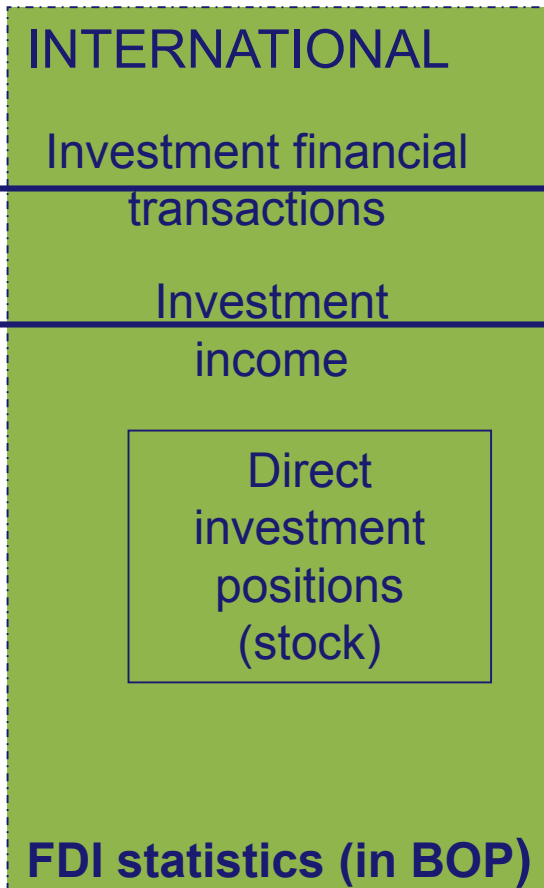 INTERNATIONAL
Investment financial
transactions
Investment
income
Direct
investment
positions
(stock)
FDI statistics (in BOP)